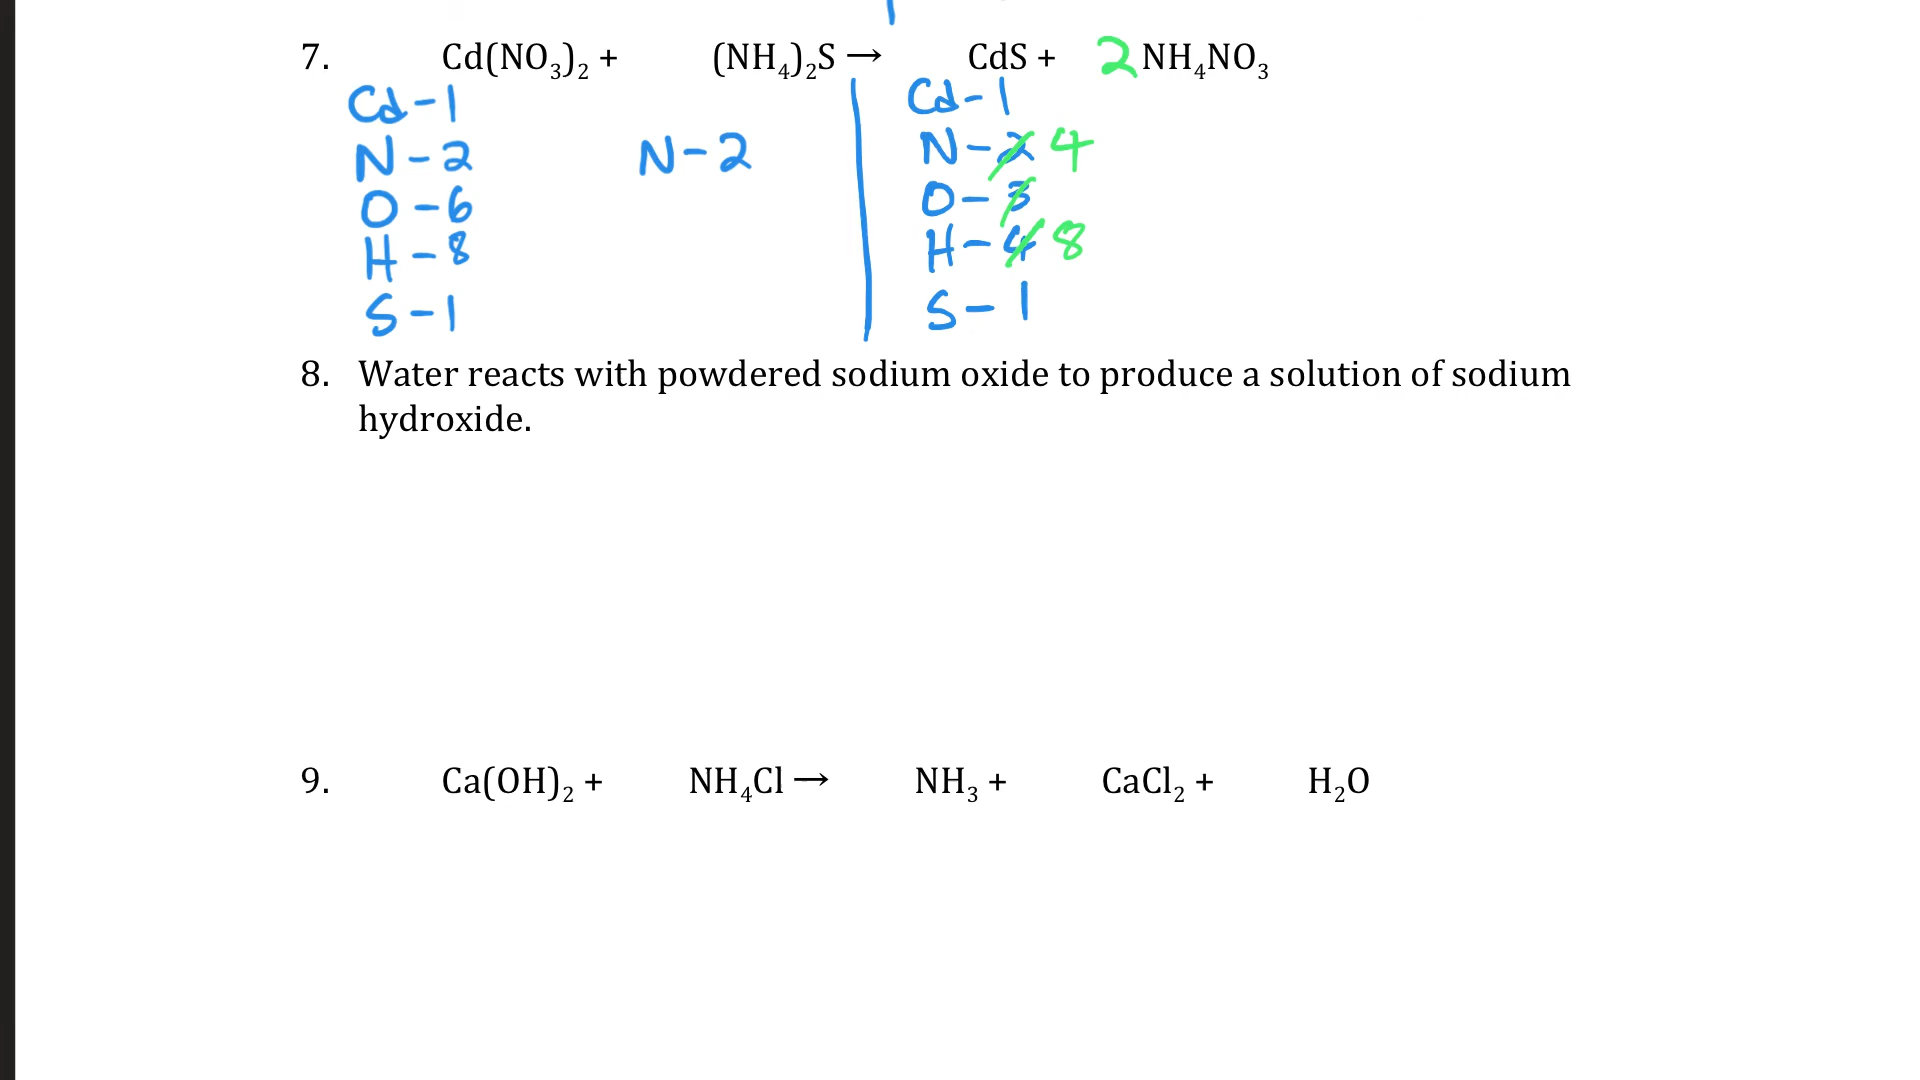 7. Cd(NO₃)₂ + (NH₄)₂S → CdS + 2 NH₄NO₃
Cd-1 Cd-1
N-2 N-2 N-2 4
O-6 O-3
H-8 H-4 8
S-1 S-1
8. Water reacts with powdered sodium oxide to produce a solution of sodium
hydroxide.
9. Ca(OH)₂ + NH₄Cl → NH₃ + CaCl₂ + H₂O